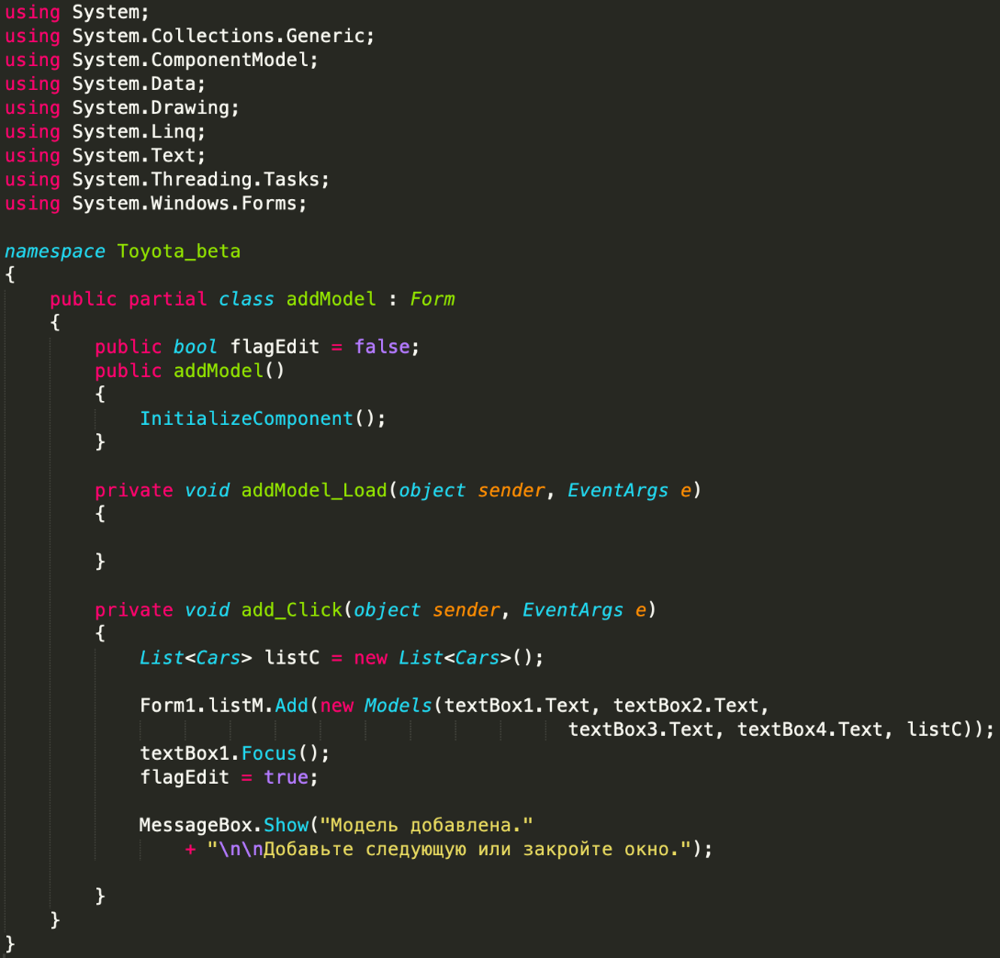 using System;
using System.Collections.Generic;
using System.ComponentModel;
using System.Data;
using System.Drawing;
using System.Linq;
using System.Text;
using System.Threading.Tasks;
using System.Windows.Forms;

namespace Toyota_beta
{
    public partial class addModel : Form
    {
        public bool flagEdit = false;
        public addModel()
        {
            InitializeComponent();
        }

        private void addModel_Load(object sender, EventArgs e)
        {

        }

        private void add_Click(object sender, EventArgs e)
        {
            List<Cars> listC = new List<Cars>();

            Form1.listM.Add(new Models(textBox1.Text, textBox2.Text,
                                                  textBox3.Text, textBox4.Text, listC));
            textBox1.Focus();
            flagEdit = true;

            MessageBox.Show("Модель добавлена."
                + "\n\nДобавьте следующую или закройте окно.");

        }
    }
}